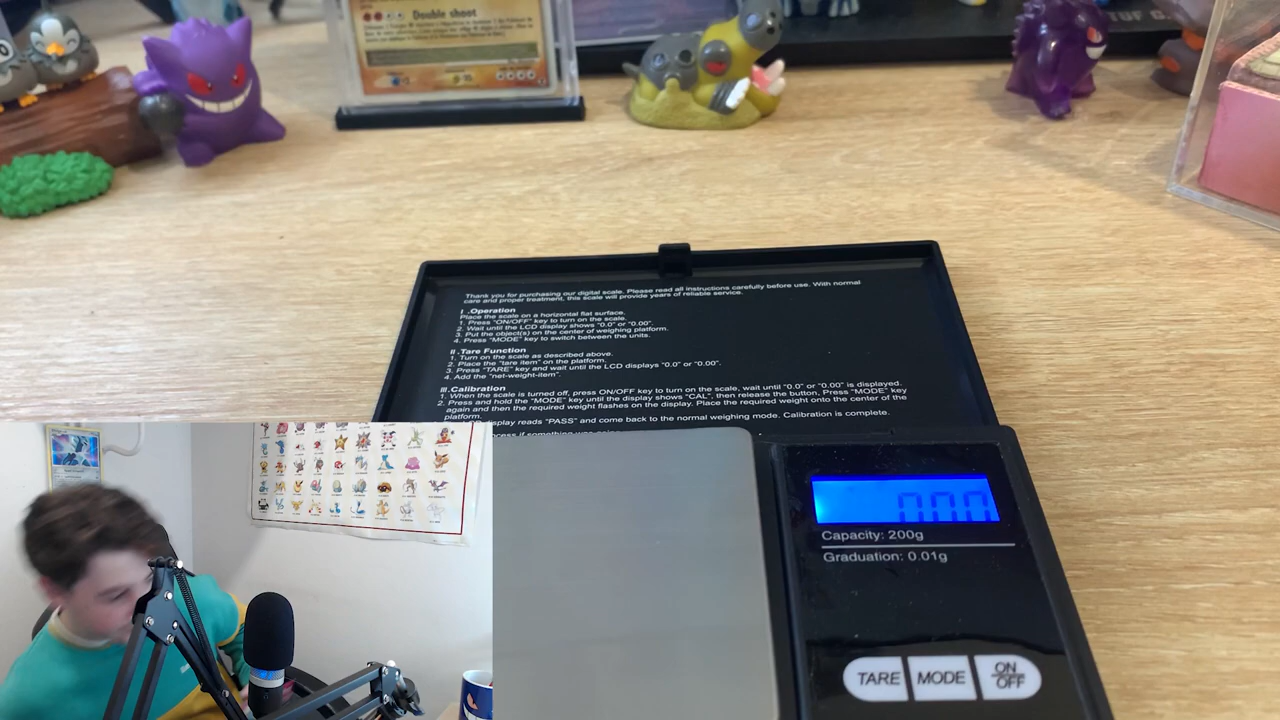 Double shoot
TUF G
Thank you for purchasing our digital scale. Please read all instructions carefully before use. With normal
care and proper treatment, this scale will provide years of reliable service.
I .Operation
Place the scale on a horizontal flat surface.
1. Press "ON/OFF" key to turn on the scale.
2. Wait until the LCD display shows "0.0" or "0.00".
3. Put the object(s) on the center of weighing platform.
4. Press "MODE" key to switch between the units.
II .Tare Function
1. Turn on the scale as described above.
2. Place the "tare item" on the platform.
3. Press "TARE" key and wait until the LCD displays "0.0" or "0.00".
4. Add the "net-weight-item".
III.Calibration
1. When the scale is turned off, press ON/OFF key to turn on the scale, wait until "0.0" or "0.00" is displayed.
2. Press and hold the "MODE" key until the display shows "CAL", then release the button, Press "MODE" key
again and then the required weight flashes on the display. Place the required weight onto the center of the
platform.
display reads "PASS" and come back to the normal weighing mode. Calibration is complete.
if something was
0.00
Capacity: 200g
Graduation: 0.01g
TARE MODE ON/OFF